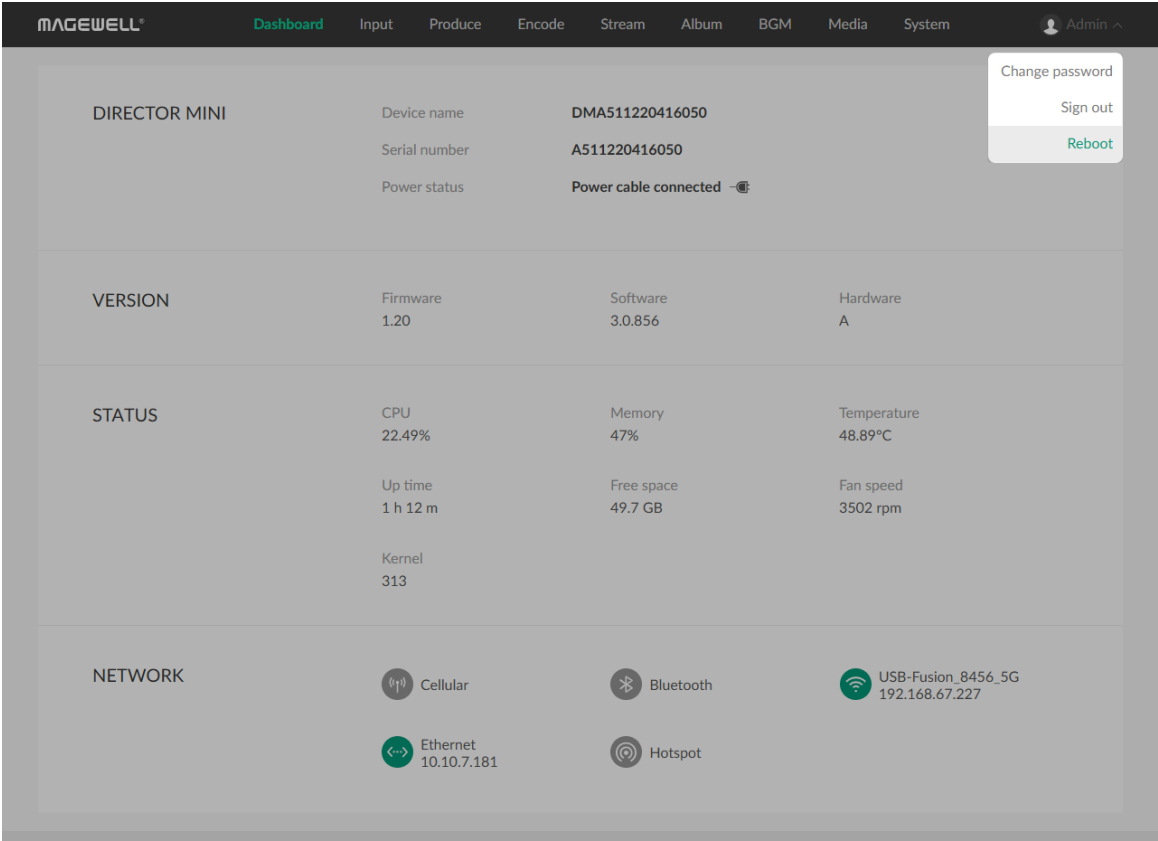 MAGEWELL®
Dashboard Input Produce Encode Stream Album BGM Media System Admin
Change password
Sign out
Reboot
DIRECTOR MINI
Device name DMA511220416050
Serial number A511220416050
Power status Power cable connected
VERSION
Firmware Software Hardware
1.20 3.0.856 A
STATUS
CPU Memory Temperature
22.49% 47% 48.89°C
Up time Free space Fan speed
1 h 12 m 49.7 GB 3502 rpm
Kernel
313
NETWORK
Cellular
Bluetooth
USB-Fusion_8456_5G
192.168.67.227
Ethernet
10.10.7.181
Hotspot